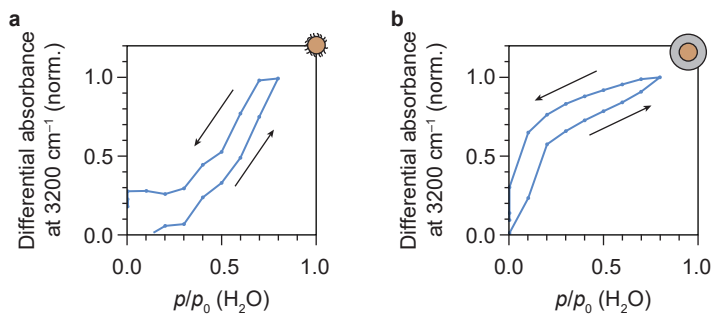 a
Differential absorbance
at 3200 cm⁻¹ (norm.)
1.0
0.5
0.0
0.0 0.5 1.0
p/p₀ (H₂O)
b
Differential absorbance
at 3200 cm⁻¹ (norm.)
1.0
0.5
0.0
0.0 0.5 1.0
p/p₀ (H₂O)